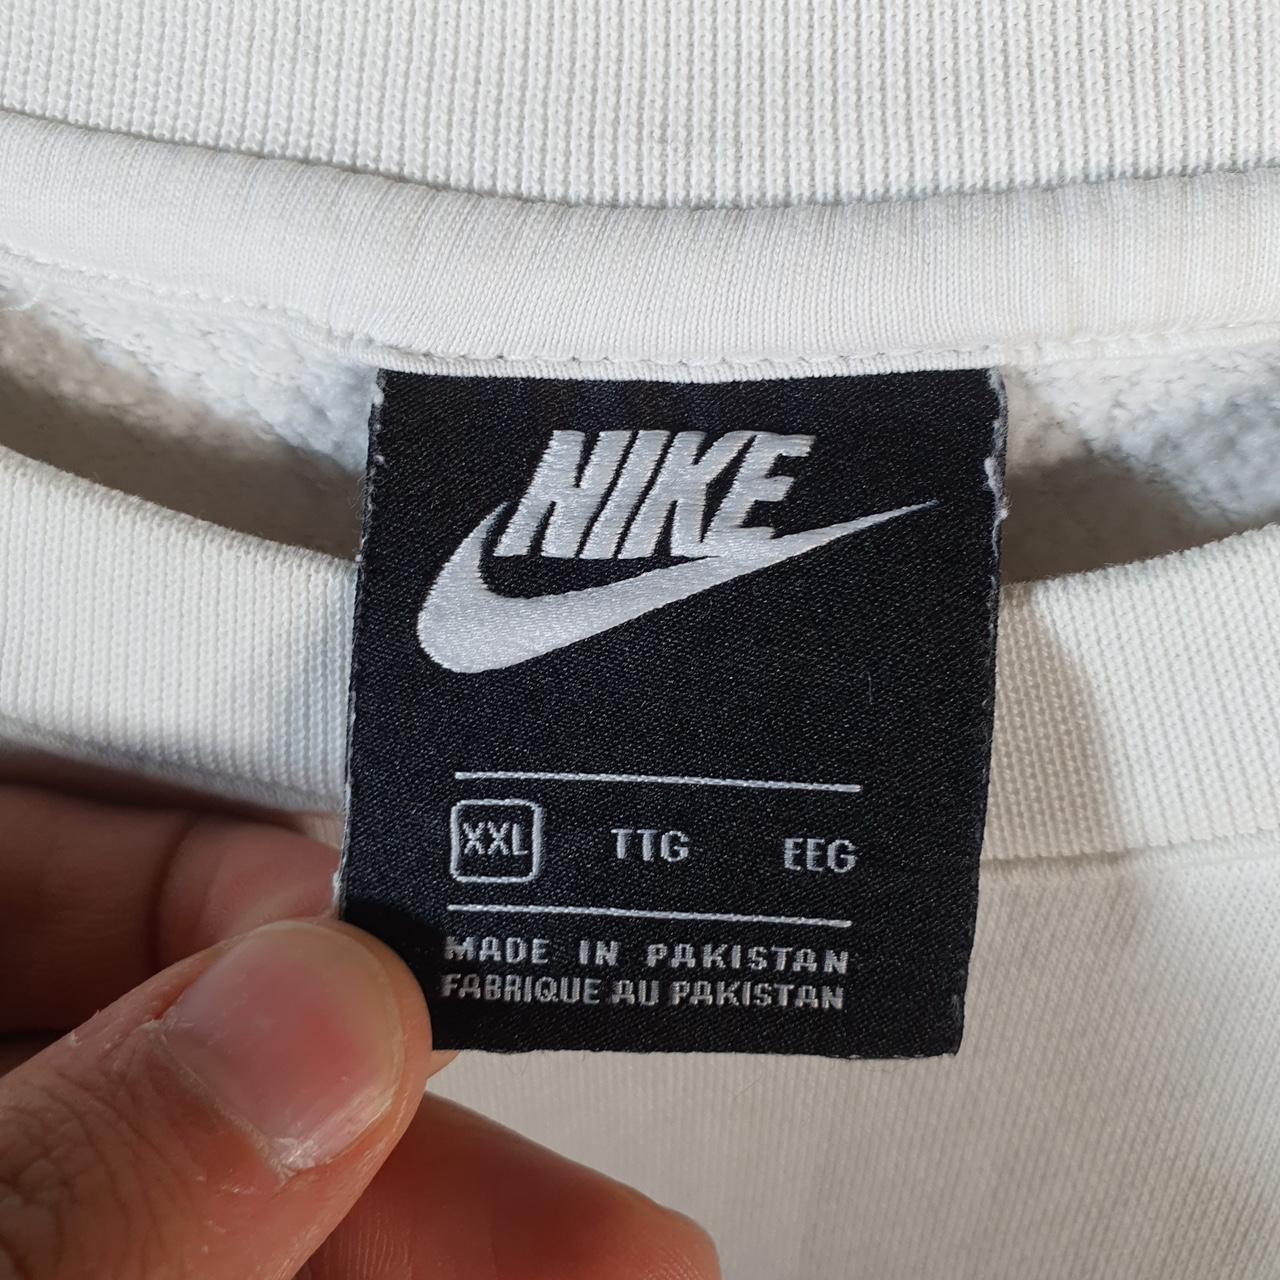 NIKE
XXL TTG EEG
MADE IN PAKISTAN
FABRIQUE AU PAKISTAN